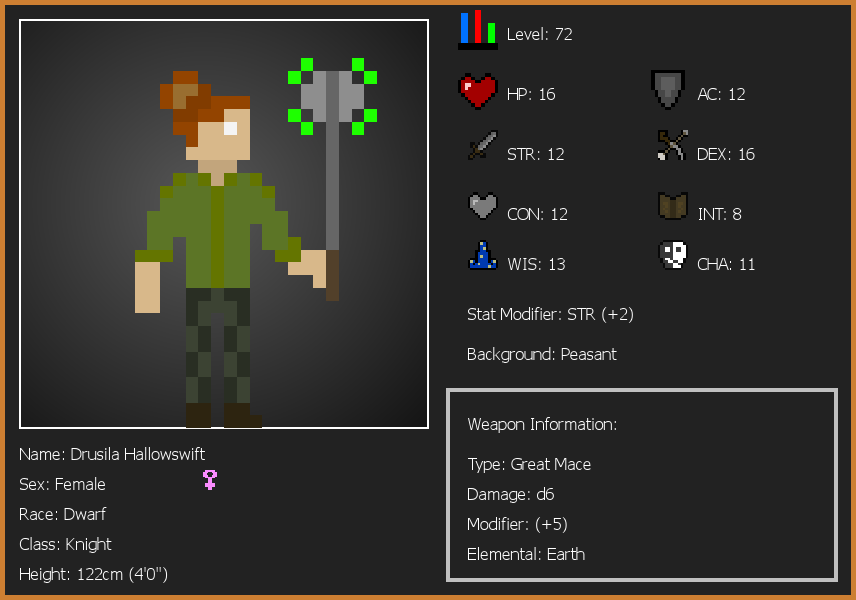 Level: 72
HP: 16
AC: 12
STR: 12
DEX: 16
CON: 12
INT: 8
WIS: 13
CHA: 11
Stat Modifier: STR (+2)
Background: Peasant
Weapon Information:
Type: Great Mace
Damage: d6
Modifier: (+5)
Elemental: Earth
Name: Drusila Hallowswift
Sex: Female
Race: Dwarf
Class: Knight
Height: 122cm (4'0")